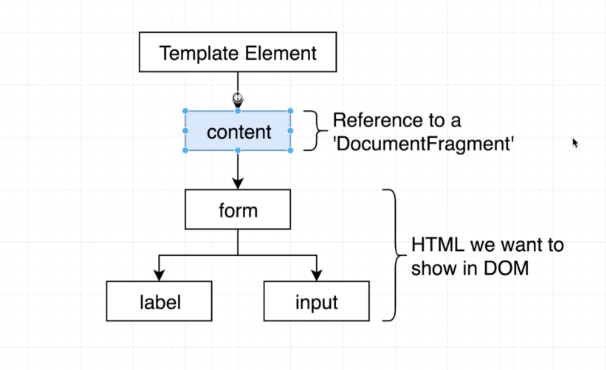 Template Element
content
Reference to a
'DocumentFragment'
form
HTML we want to
show in DOM
label
input